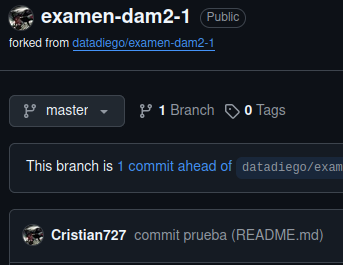 examen-dam2-1 Public
forked from datadiego/examen-dam2-1
master 1 Branch 0 Tags
This branch is 1 commit ahead of datadiego/exam
Cristian727 commit prueba (README.md)